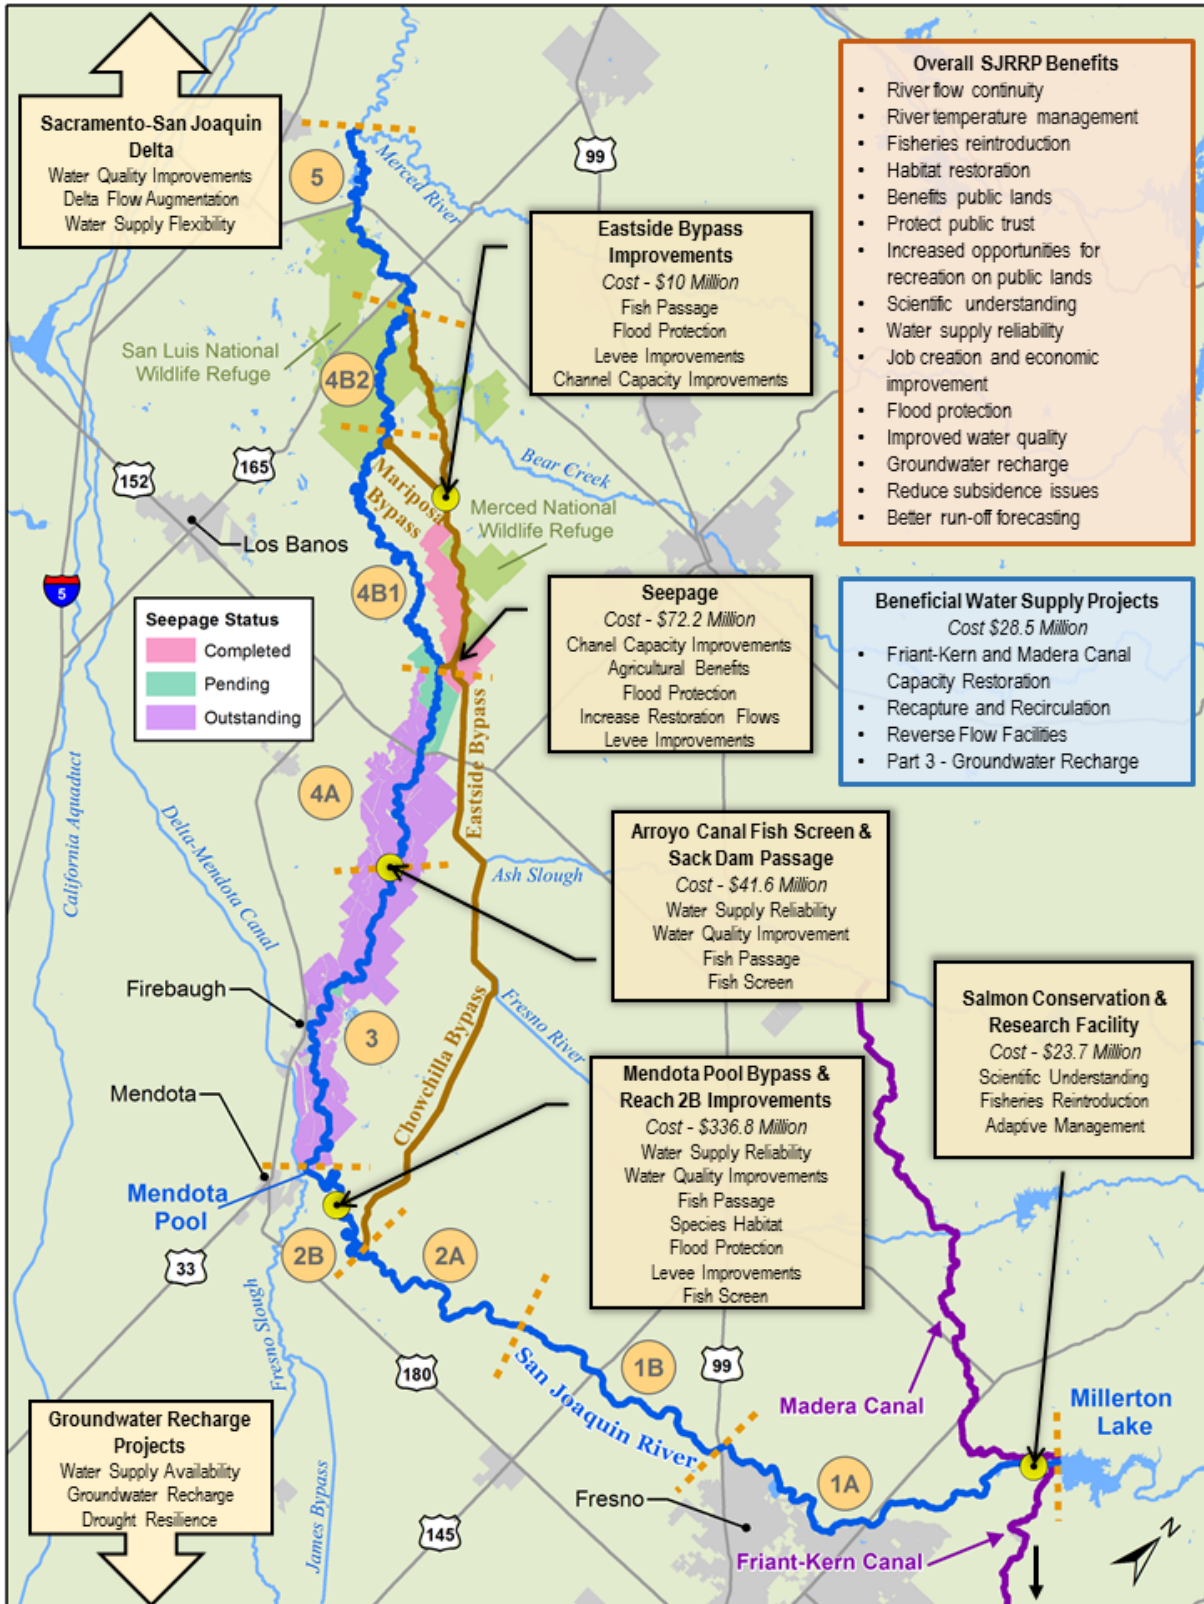 Sacramento-San Joaquin
Delta
Water Quality Improvements
Delta Flow Augmentation
Water Supply Flexibility
Overall SJRRP Benefits
• River flow continuity
• River temperature management
• Fisheries reintroduction
• Habitat restoration
• Benefits public lands
• Protect public trust
• Increased opportunities for
recreation on public lands
• Scientific understanding
• Water supply reliability
• Job creation and economic
improvement
• Flood protection
• Improved water quality
• Groundwater recharge
• Reduce subsidence issues
• Better run-off forecasting
99
5
Merced River
Eastside Bypass
Improvements
Cost - $10 Million
Fish Passage
Flood Protection
Levee Improvements
Channel Capacity Improvements
San Luis National
Wildlife Refuge
4B2
152
165
Mariposa
Bypass
Bear Creek
Merced National
Wildlife Refuge
Los Banos
5
4B1
Seepage Status
Completed
Pending
Outstanding
Seepage
Cost - $72.2 Million
Chanel Capacity Improvements
Agricultural Benefits
Flood Protection
Increase Restoration Flows
Levee Improvements
Beneficial Water Supply Projects
Cost $28.5 Million
• Friant-Kern and Madera Canal
Capacity Restoration
• Recapture and Recirculation
• Reverse Flow Facilities
• Part 3 - Groundwater Recharge
California Aquaduct
Delta-Mendota Canal
4A
Eastside Bypass
Ash Slough
Arroyo Canal Fish Screen &
Sack Dam Passage
Cost - $41.6 Million
Water Supply Reliability
Water Quality Improvement
Fish Passage
Fish Screen
Firebaugh
3
Chowchilla Bypass
Fresno River
Salmon Conservation &
Research Facility
Cost - $23.7 Million
Scientific Understanding
Fisheries Reintroduction
Adaptive Management
Mendota
Mendota Pool Bypass &
Reach 2B Improvements
Cost - $336.8 Million
Water Supply Reliability
Water Quality Improvements
Fish Passage
Species Habitat
Flood Protection
Levee Improvements
Fish Screen
Mendota
Pool
33
2B
2A
Fresno Slough
180
San Joaquin River
1B
99
Madera Canal
Millerton
Lake
Groundwater Recharge
Projects
Water Supply Availability
Groundwater Recharge
Drought Resilience
James Bypass
145
Fresno
1A
Friant-Kern Canal
N